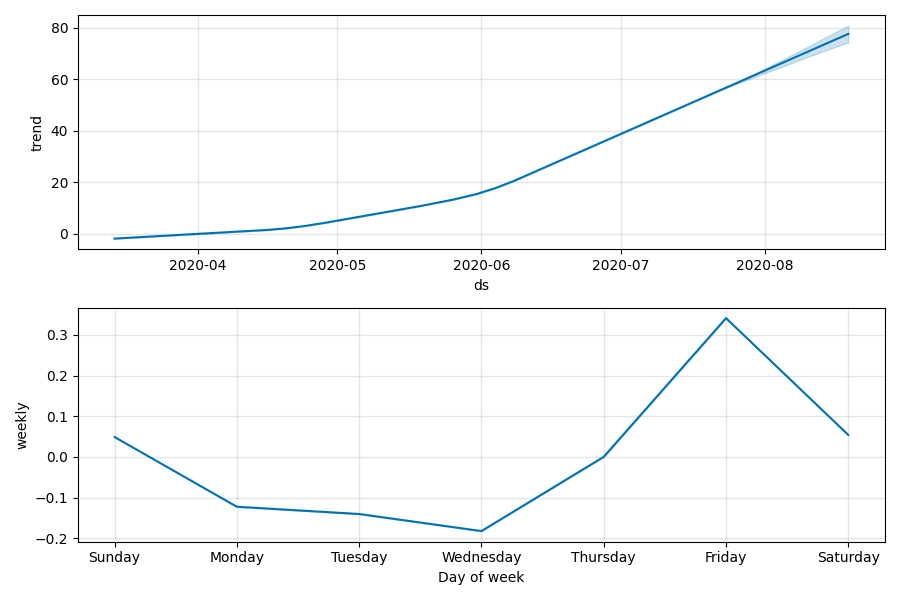 80
60
40
20
0
trend
2020-04 2020-05 2020-06 2020-07 2020-08
ds
0.3
0.2
0.1
0.0
−0.1
−0.2
weekly
Sunday Monday Tuesday Wednesday Thursday Friday Saturday
Day of week